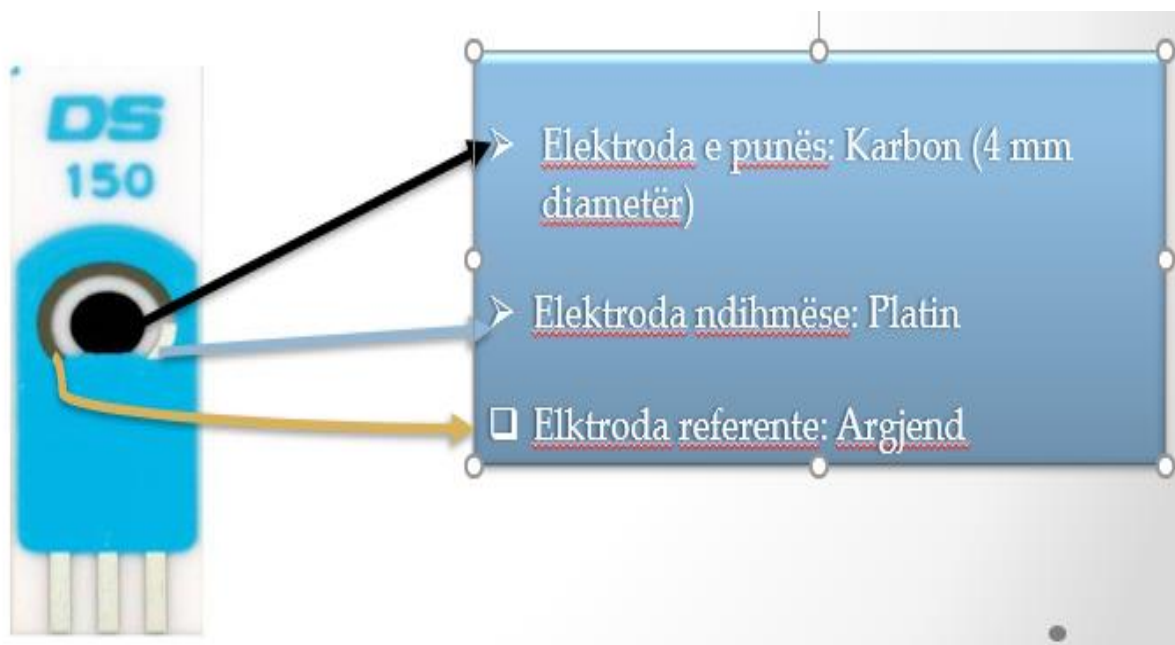 DS
150
Elektroda e punës: Karbon (4 mm
diametër)
Elektroda ndihmëse: Platin
Elktroda referente: Argjend